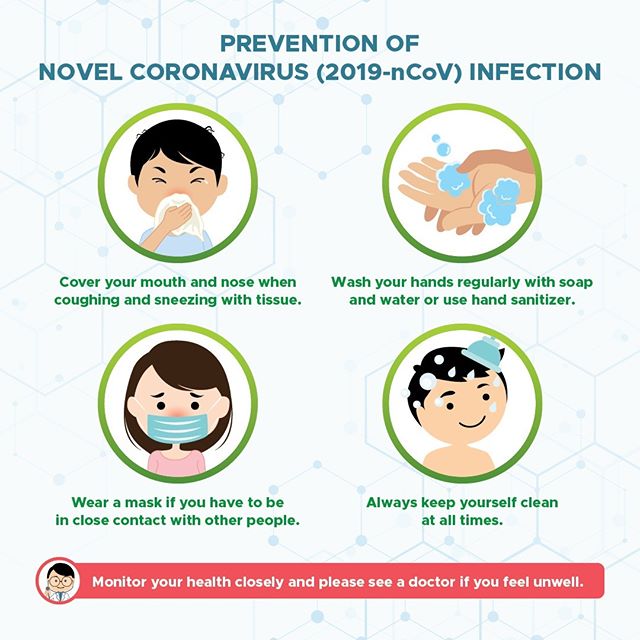 PREVENTION OF
NOVEL CORONAVIRUS (2019-nCoV) INFECTION
Cover your mouth and nose when
coughing and sneezing with tissue.
Wash your hands regularly with soap
and water or use hand sanitizer.
Wear a mask if you have to be
in close contact with other people.
Always keep yourself clean
at all times.
Monitor your health closely and please see a doctor if you feel unwell.